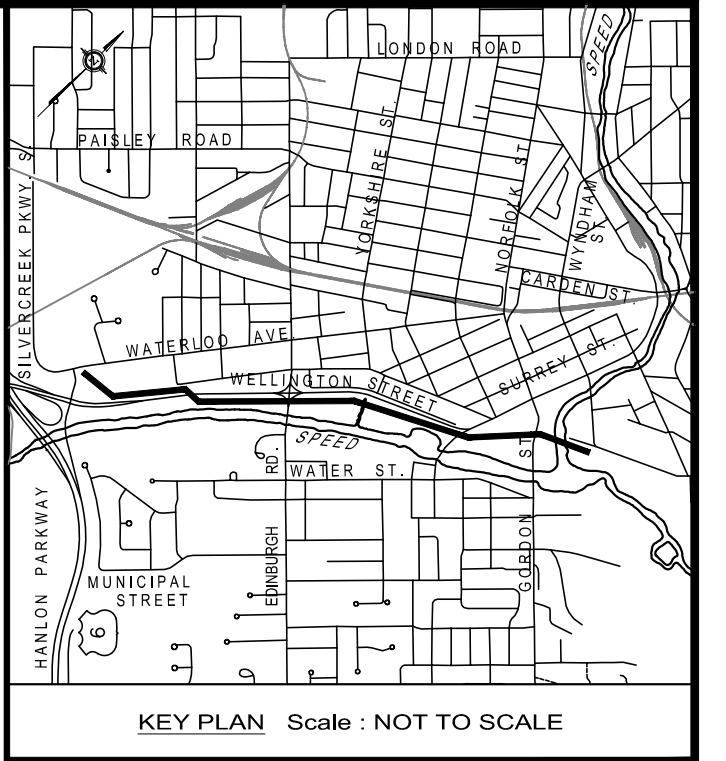 LONDON ROAD
SPEED
N
PAISLEY ROAD
YORKSHIRE ST.
NORFOLK ST
WYNDHAM
ST.
SILVERCREEK PKWY. S.
CARDEN ST.
WATERLOO AVE.
WELLINGTON STREET
SURREY ST.
SPEED
WATER ST.
EDINBURGH RD.
GORDON ST
HANLON PARKWAY
MUNICIPAL
STREET
6
KEY PLAN Scale : NOT TO SCALE